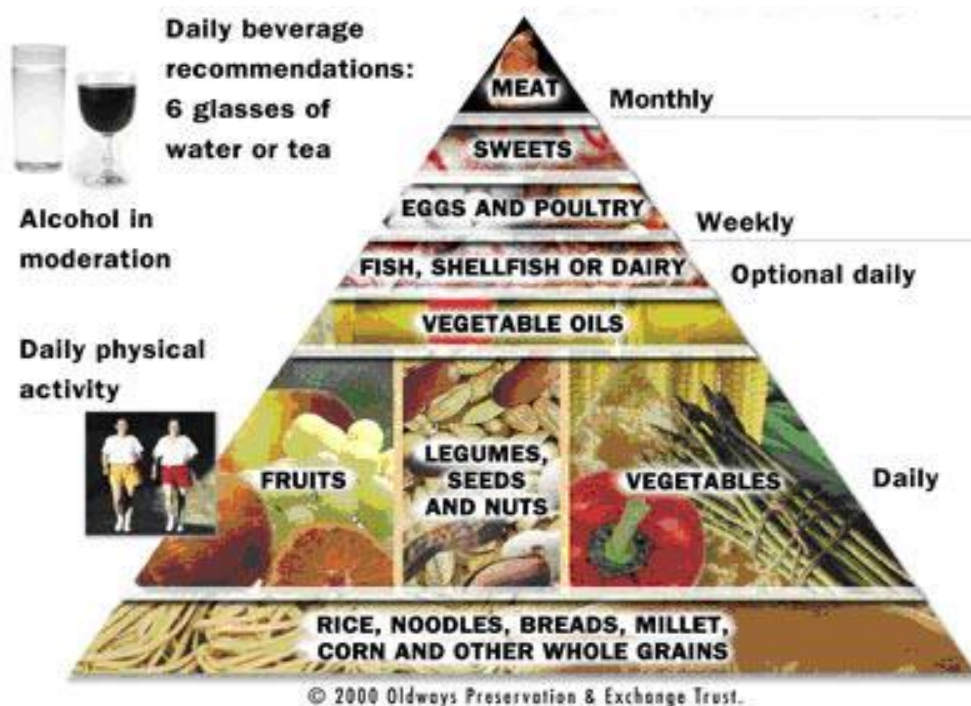 Daily beverage
recommendations:
6 glasses of
water or tea
Alcohol in
moderation
Daily physical
activity
MEAT
Monthly
SWEETS
EGGS AND POULTRY
Weekly
FISH, SHELLFISH OR DAIRY
Optional daily
VEGETABLE OILS
FRUITS
LEGUMES,
SEEDS
AND NUTS
VEGETABLES
Daily
RICE, NOODLES, BREADS, MILLET,
CORN AND OTHER WHOLE GRAINS
© 2000 Oldways Preservation & Exchange Trust.